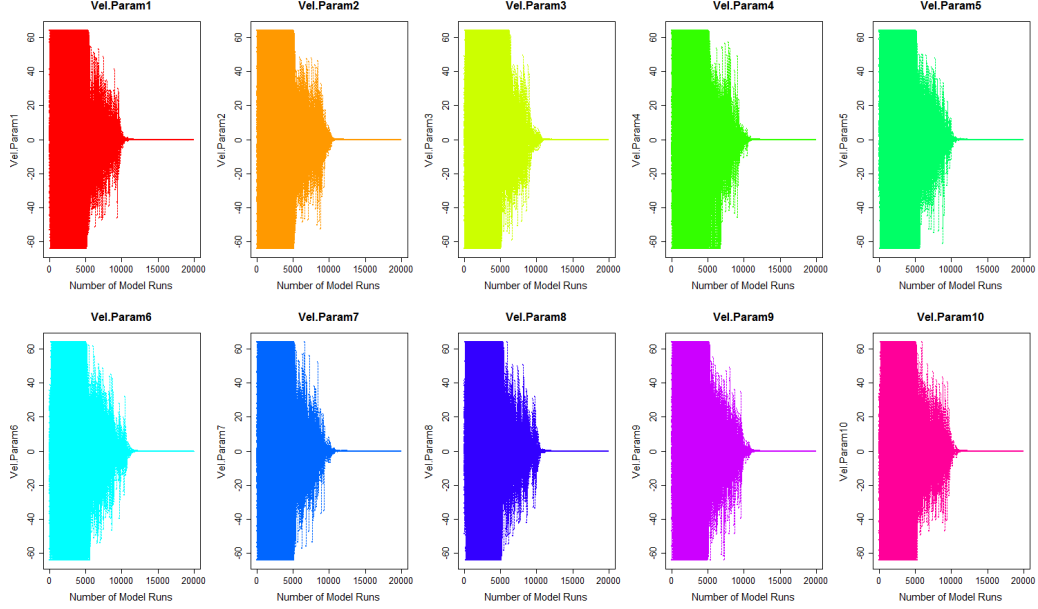 Vel.Param1 Vel.Param2 Vel.Param3 Vel.Param4 Vel.Param5
Vel.Param1
60
40
20
0
-20
-40
-60
0 5000 10000 15000 20000
Number of Model Runs
Vel.Param2
60
40
20
0
-20
-40
-60
0 5000 10000 15000 20000
Number of Model Runs
Vel.Param3
60
40
20
0
-20
-40
-60
0 5000 10000 15000 20000
Number of Model Runs
Vel.Param4
60
40
20
0
-20
-40
-60
0 5000 10000 15000 20000
Number of Model Runs
Vel.Param5
60
40
20
0
-20
-40
-60
0 5000 10000 15000 20000
Number of Model Runs
Vel.Param6 Vel.Param7 Vel.Param8 Vel.Param9 Vel.Param10
Vel.Param6
60
40
20
0
-20
-40
-60
0 5000 10000 15000 20000
Number of Model Runs
Vel.Param7
60
40
20
0
-20
-40
-60
0 5000 10000 15000 20000
Number of Model Runs
Vel.Param8
60
40
20
0
-20
-40
-60
0 5000 10000 15000 20000
Number of Model Runs
Vel.Param9
60
40
20
0
-20
-40
-60
0 5000 10000 15000 20000
Number of Model Runs
Vel.Param10
60
40
20
0
-20
-40
-60
0 5000 10000 15000 20000
Number of Model Runs